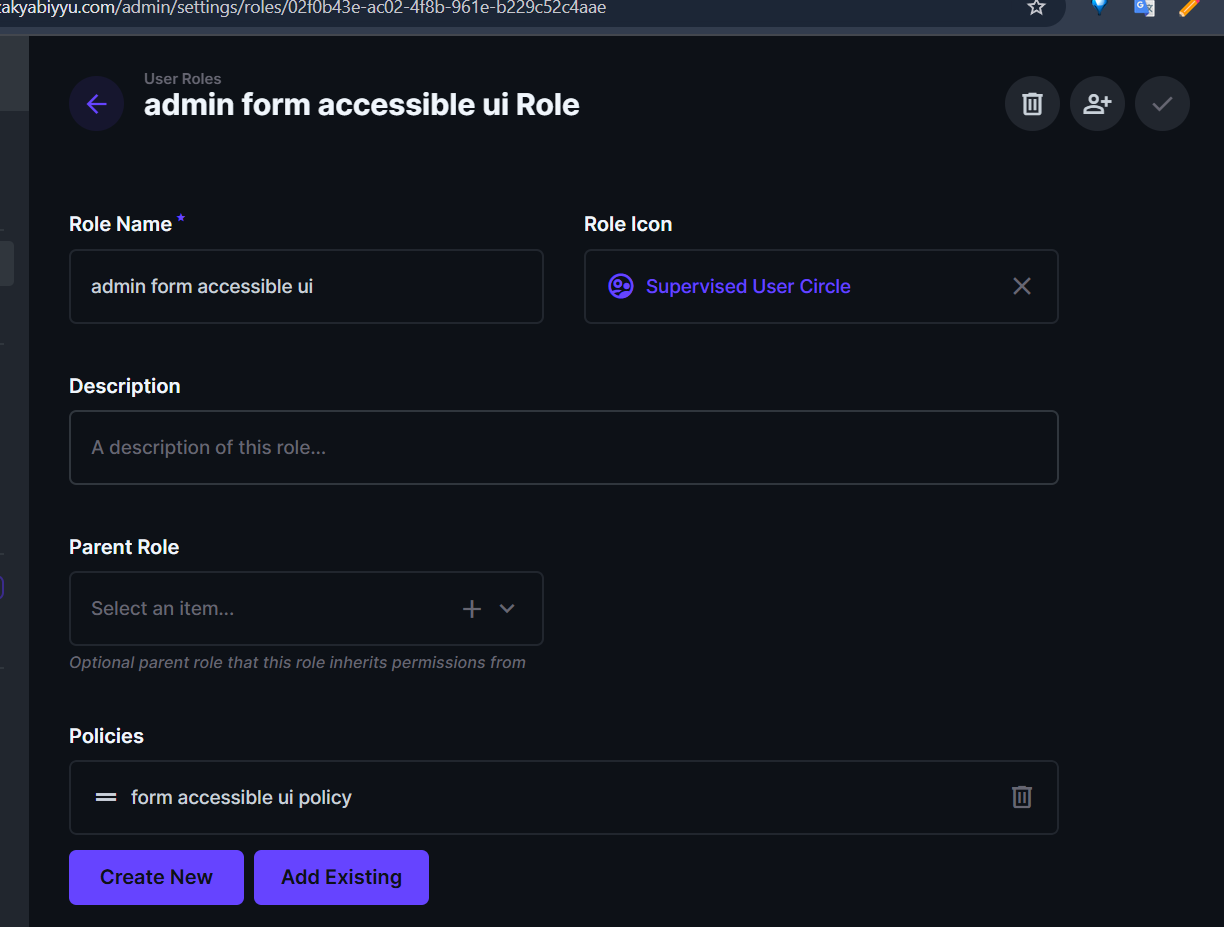 zakyabiyyu.com/admin/settings/roles/02f0b43e-ac02-4f8b-961e-b229c52c4aae
User Roles
admin form accessible ui Role
Role Name *
Role Icon
admin form accessible ui
Supervised User Circle
Description
A description of this role...
Parent Role
Select an item...
Optional parent role that this role inherits permissions from
Policies
form accessible ui policy
Create New
Add Existing